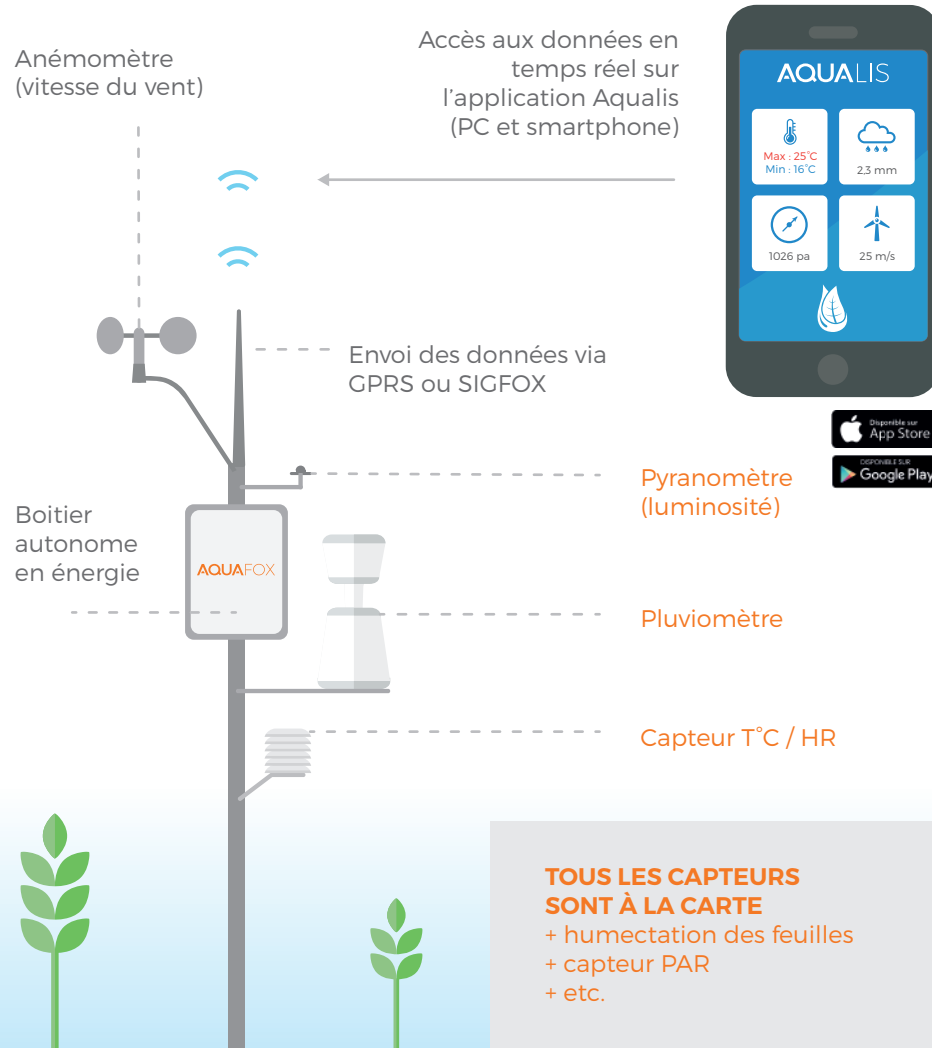 Anémomètre
(vitesse du vent)
Accès aux données en
temps réel sur
l'application Aqualis
(PC et smartphone)
AQUALIS
Max : 25°C
Min : 16°C
2,3 mm
1026 pa
25 m/s
Disponible sur
App Store
DISPONIBLE SUR
Google Play
Envoi des données via
GPRS ou SIGFOX
Pyranomètre
(luminosité)
Boitier
autonome
en énergie
AQUAFOX
Pluviomètre
Capteur T°C / HR
TOUS LES CAPTEURS
SONT À LA CARTE
+ humectation des feuilles
+ capteur PAR
+ etc.